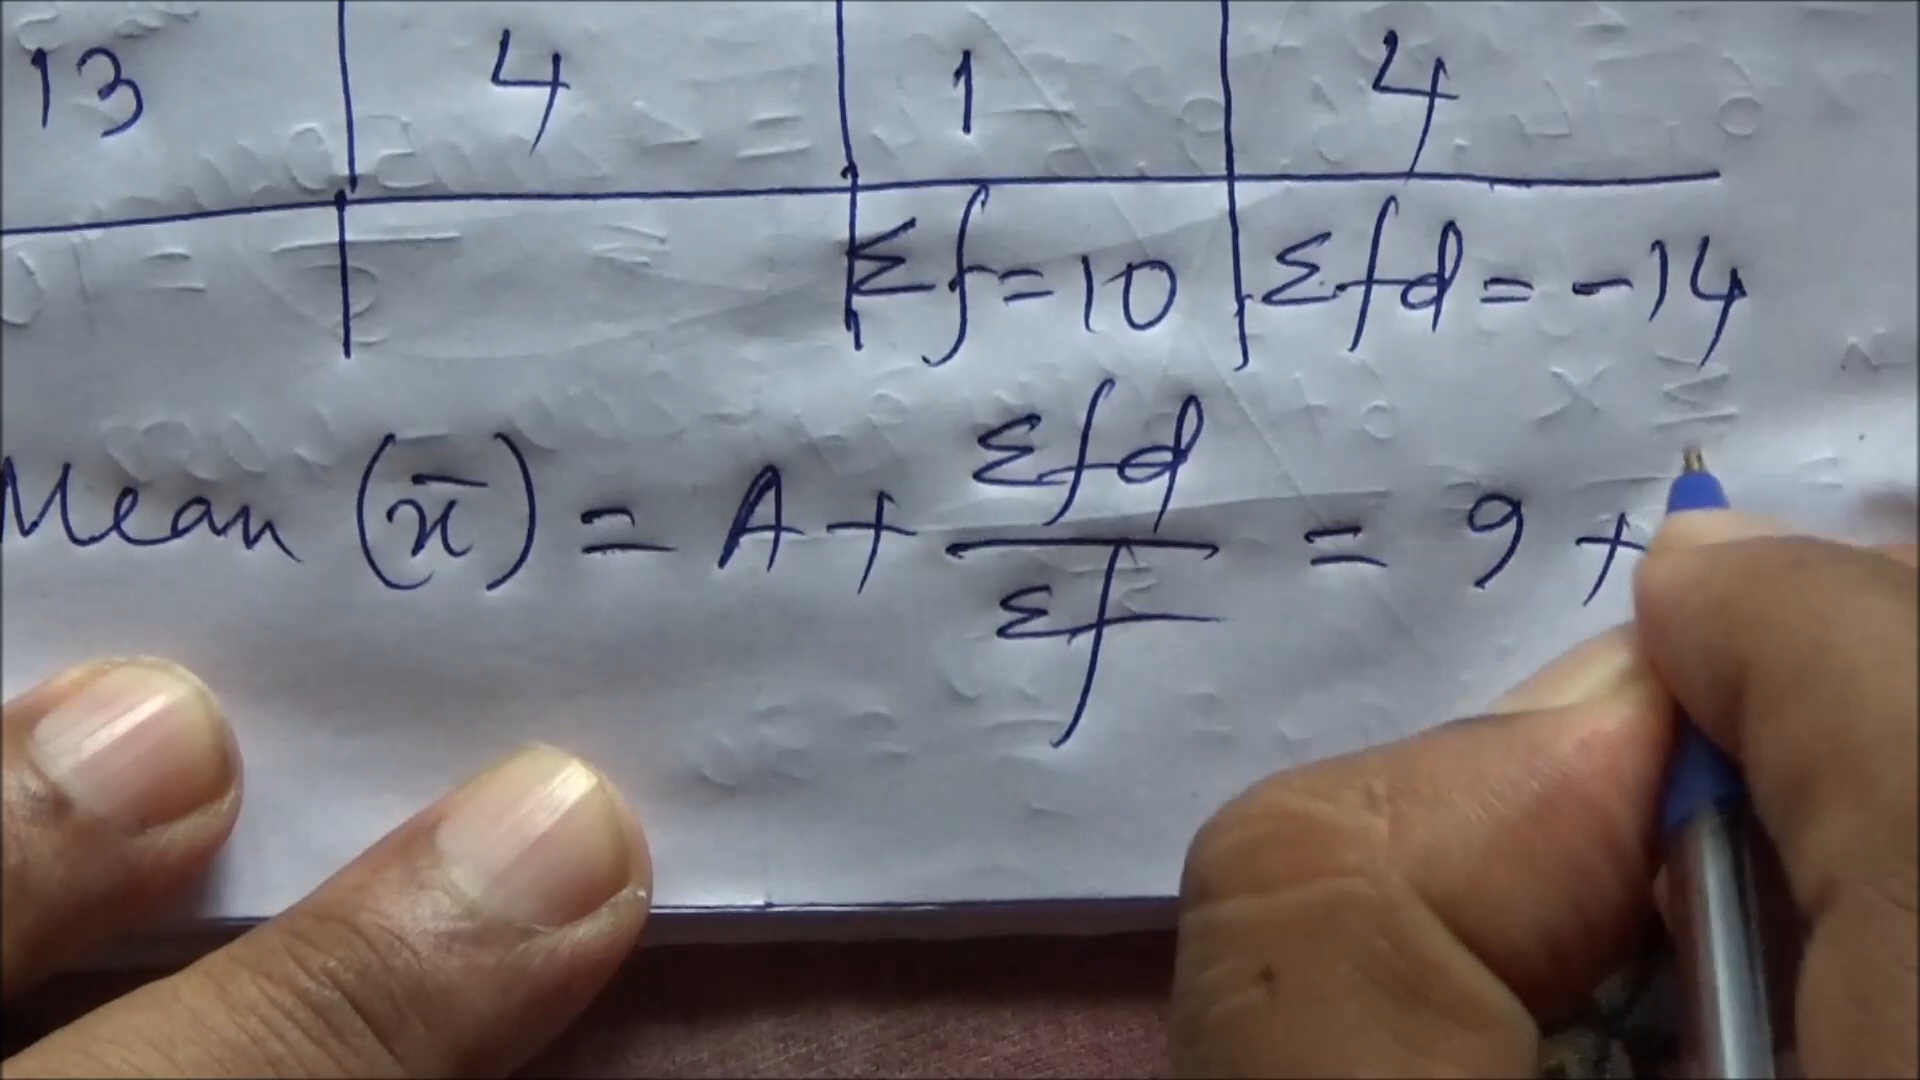 13 4 1 4
Σf = 10 Σfd = -14
Mean (x̄) = A + Σfd/Σf = 9 +